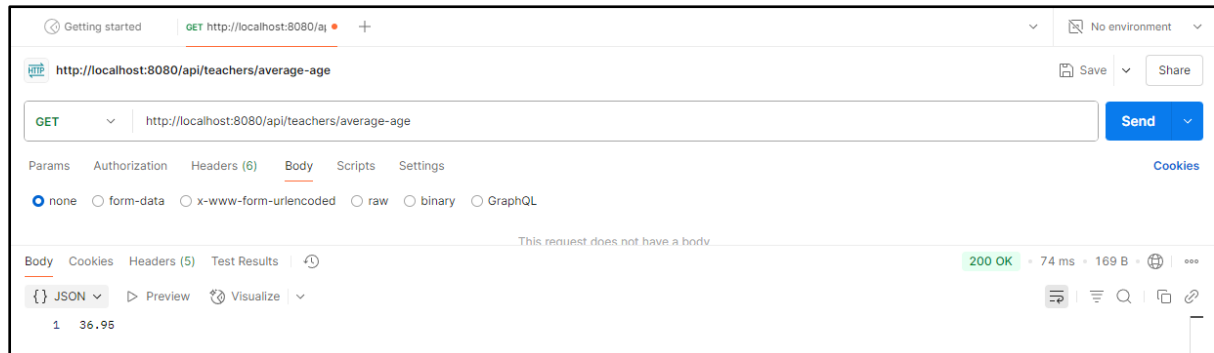 Getting started GET http://localhost:8080/a No environment
HTTP http://localhost:8080/api/teachers/average-age Save Share
GET http://localhost:8080/api/teachers/average-age Send
Params Authorization Headers (6) Body Scripts Settings Cookies
none form-data x-www-form-urlencoded raw binary GraphQL
This request does not have a body
Body Cookies Headers (5) Test Results 200 OK 74 ms 169 B
{} JSON Preview Visualize
1 36.95